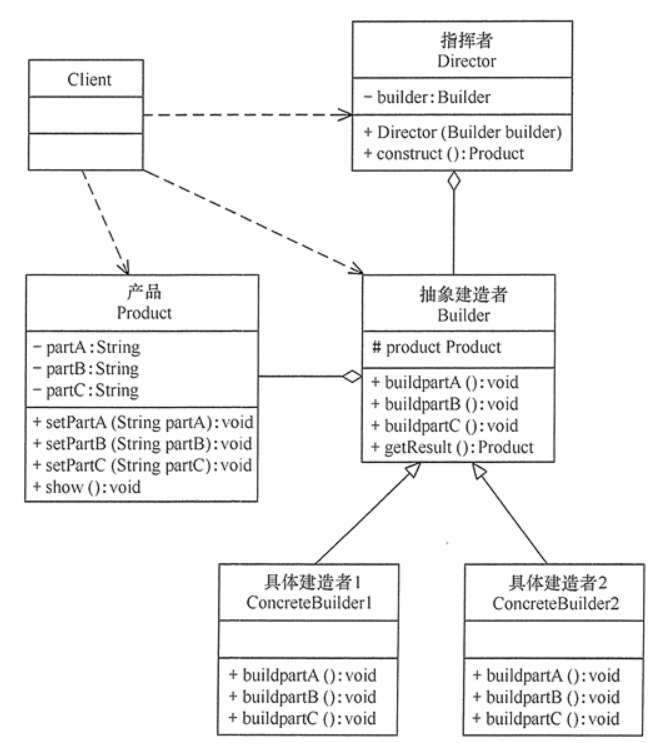 Client
指挥者
Director
- builder:Builder
+ Director (Builder builder)
+ construct ():Product
产品
Product
- partA:String
- partB:String
- partC:String
+ setPartA (String partA):void
+ setPartB (String partB):void
+ setPartC (String partC):void
+ show ():void
抽象建造者
Builder
# product Product
+ buildpartA ():void
+ buildpartB ():void
+ buildpartC ():void
+ getResult ():Product
具体建造者1
ConcreteBuilder1
+ buildpartA ():void
+ buildpartB ():void
+ buildpartC ():void
具体建造者2
ConcreteBuilder2
+ buildpartA ():void
+ buildpartB ():void
+ buildpartC ():void